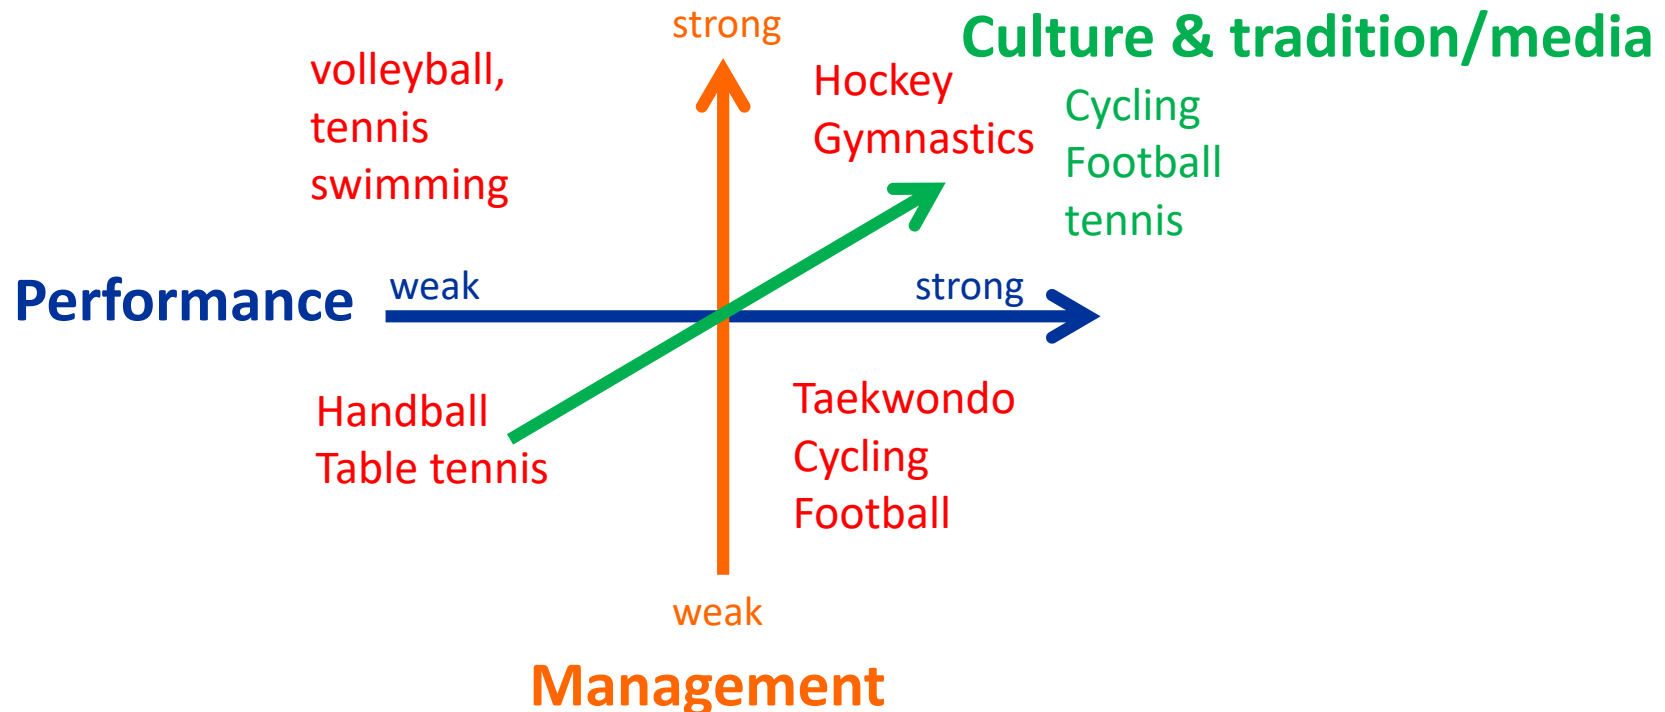 strong
Culture & tradition/media
volleyball,
tennis
swimming
Hockey
Gymnastics
Cycling
Football
tennis
Performance
weak
strong
Handball
Table tennis
Taekwondo
Cycling
Football
weak
Management